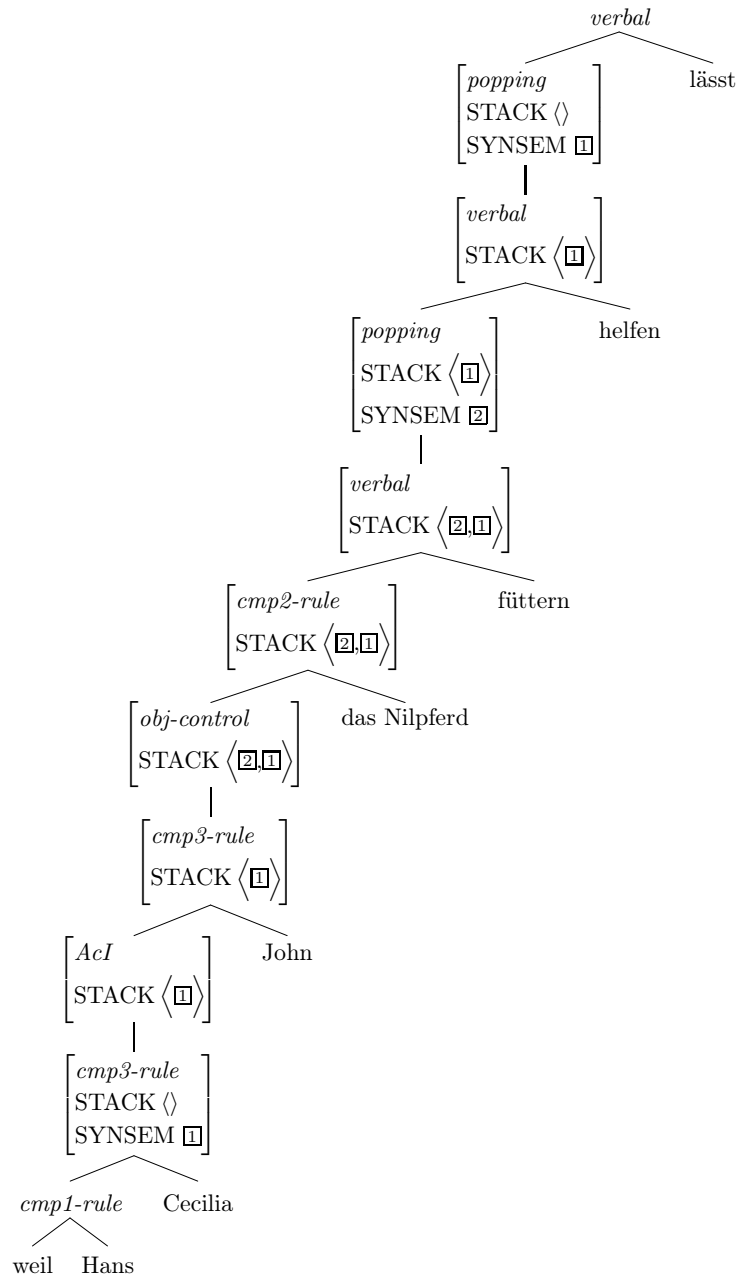 verbal
popping
STACK ⟨⟩
SYNSEM 1
lässt
verbal
STACK ⟨1⟩
popping
STACK ⟨1⟩
SYNSEM 2
helfen
verbal
STACK ⟨2,1⟩
cmp2-rule
STACK ⟨2,1⟩
füttern
obj-control
STACK ⟨2,1⟩
das Nilpferd
cmp3-rule
STACK ⟨1⟩
AcI
STACK ⟨1⟩
John
cmp3-rule
STACK ⟨⟩
SYNSEM 1
cmp1-rule Cecilia
weil Hans